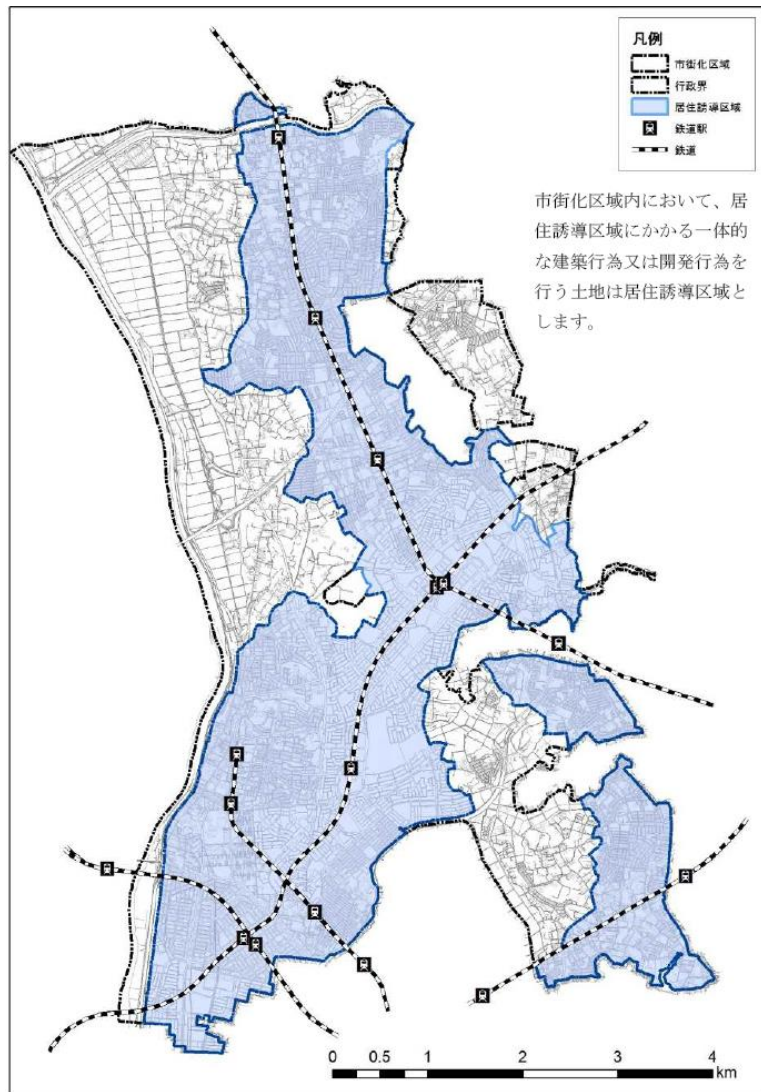 凡例
市街化区域
行政界
居住誘導区域
鉄道駅
鉄道
市街化区域内において、居
住誘導区域にかかる一体的
な建築行為又は開発行為を
行う土地は居住誘導区域と
します。
0 0.5 1 2 3 4
km